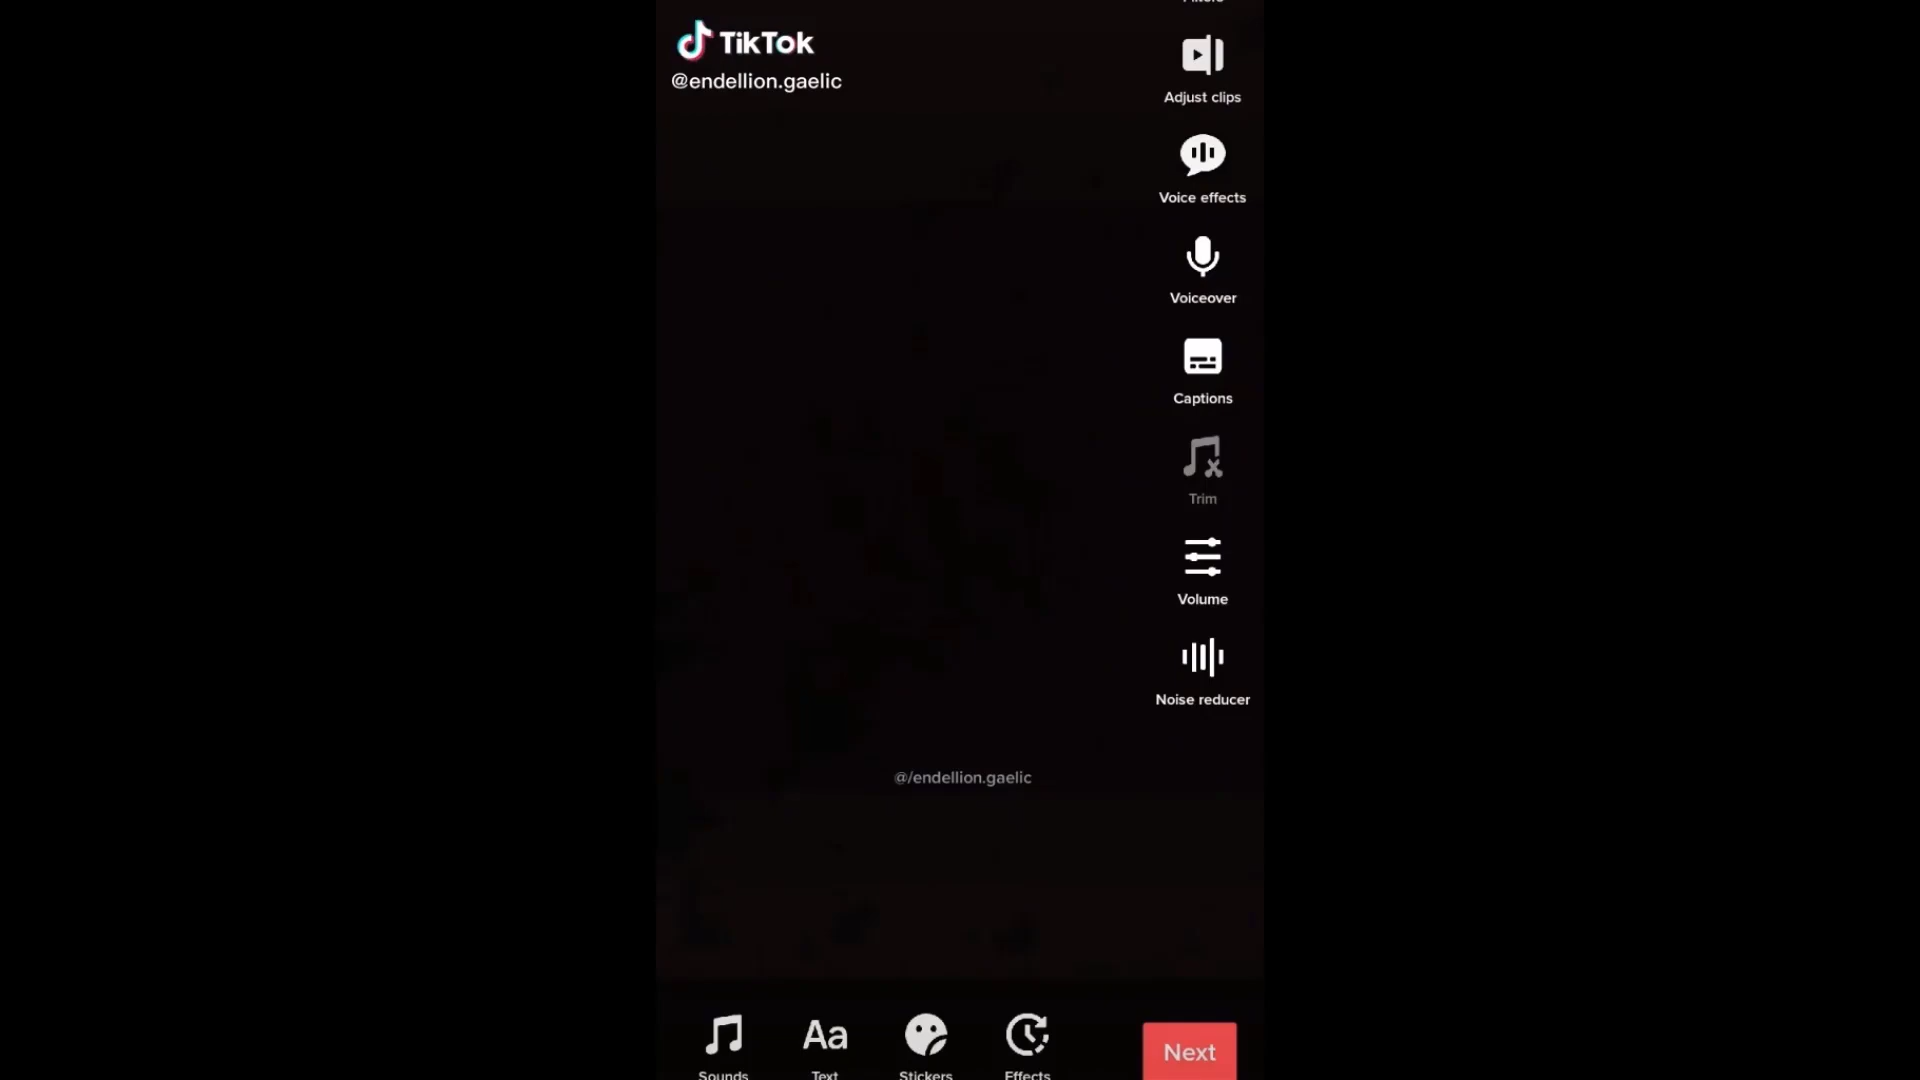 TikTok
@endellion.gaelic
Adjust clips
Voice effects
Voiceover
Captions
Trim
Volume
Noise reducer
@/endellion.gaelic
Sounds
Text
Stickers
Effects
Next